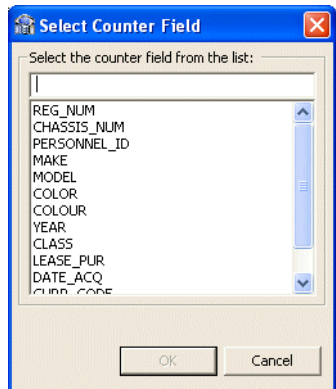 Select Counter Field
Select the counter field from the list:
REG_NUM
CHASSIS_NUM
PERSONNEL_ID
MAKE
MODEL
COLOR
COLOUR
YEAR
CLASS
LEASE_PUR
DATE_ACQ
CURR_CODE
OK
Cancel